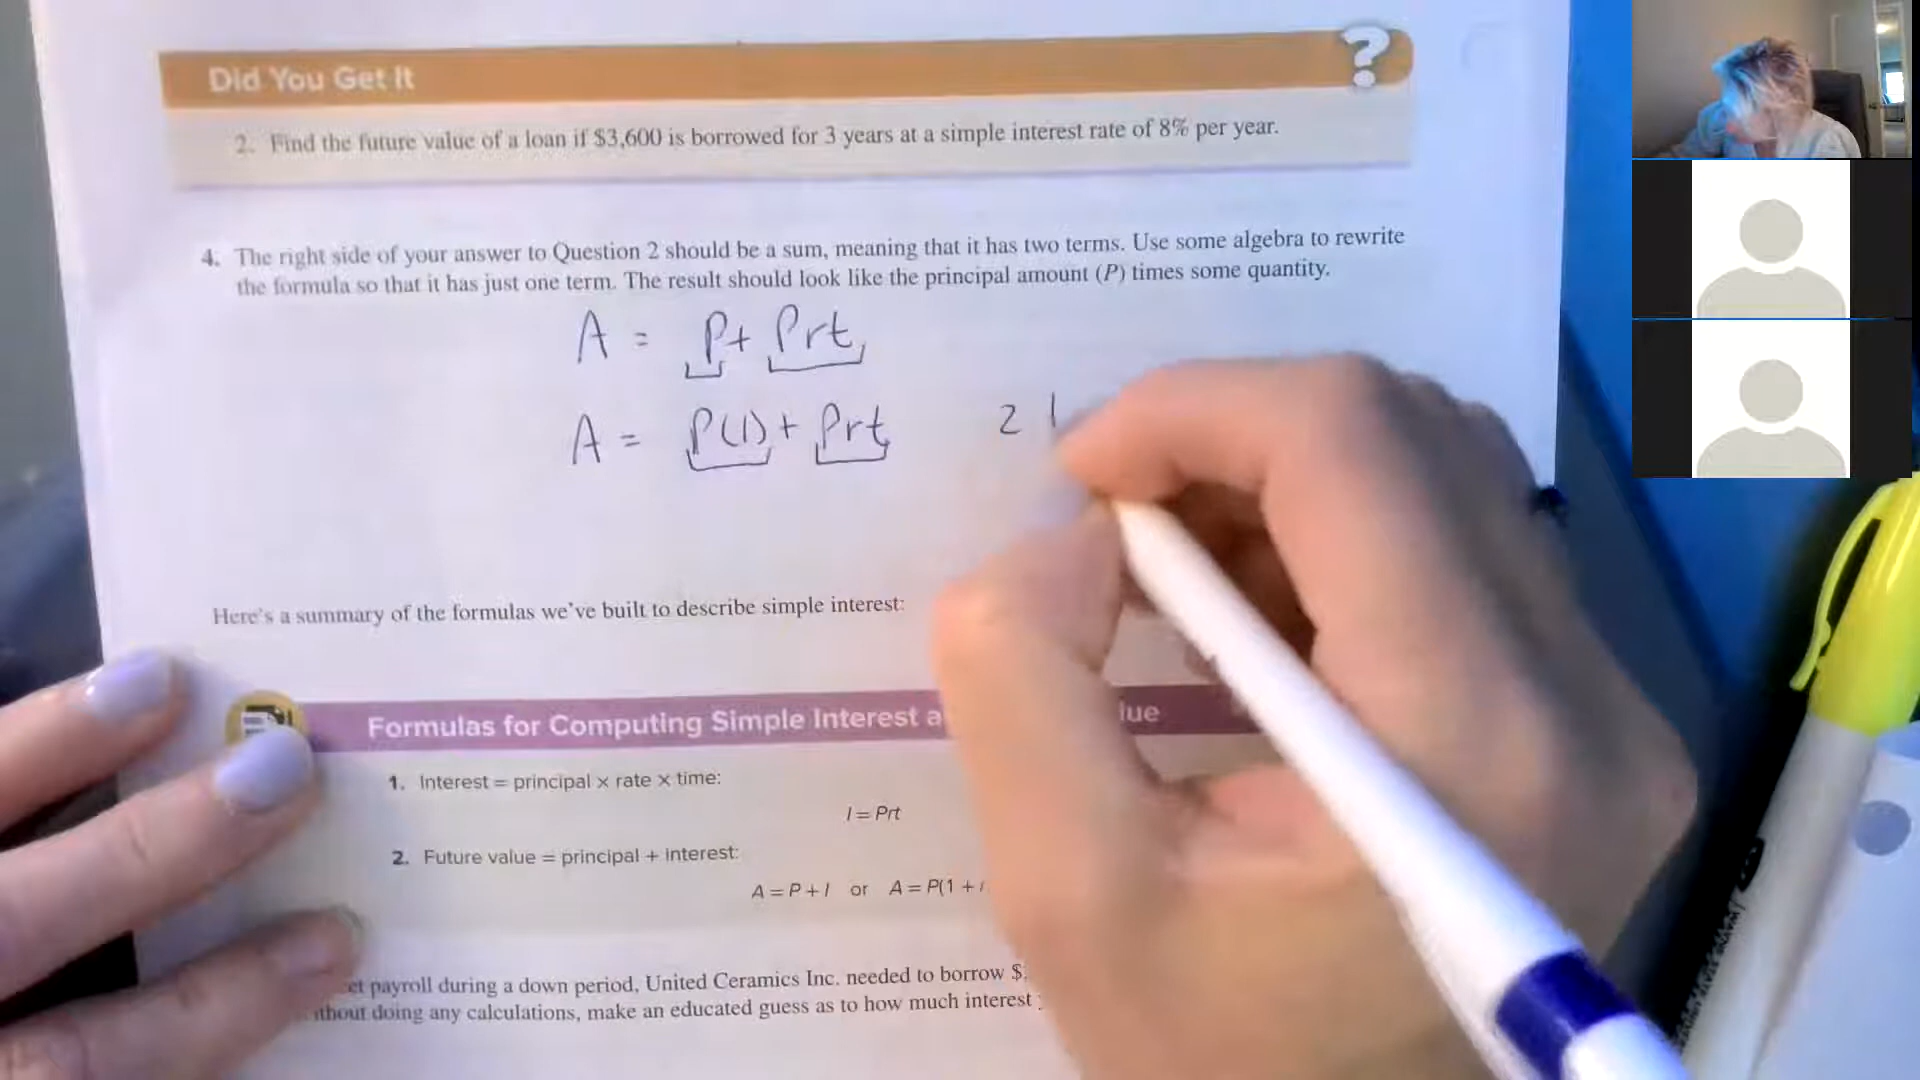 Did You Get It
?
2. Find the future value of a loan if $3,600 is borrowed for 3 years at a simple interest rate of 8% per year.
4. The right side of your answer to Question 2 should be a sum, meaning that it has two terms. Use some algebra to rewrite
the formula so that it has just one term. The result should look like the principal amount (P) times some quantity.
A = P + Prt
A = P(1) + Prt 2
Here's a summary of the formulas we've built to describe simple interest:
Formulas for Computing Simple Interest a lue
1. Interest = principal × rate × time:
I = Prt
2. Future value = principal + interest:
A = P + I or A = P(1 +
et payroll during a down period, United Ceramics Inc. needed to borrow $
ithout doing any calculations, make an educated guess as to how much interest